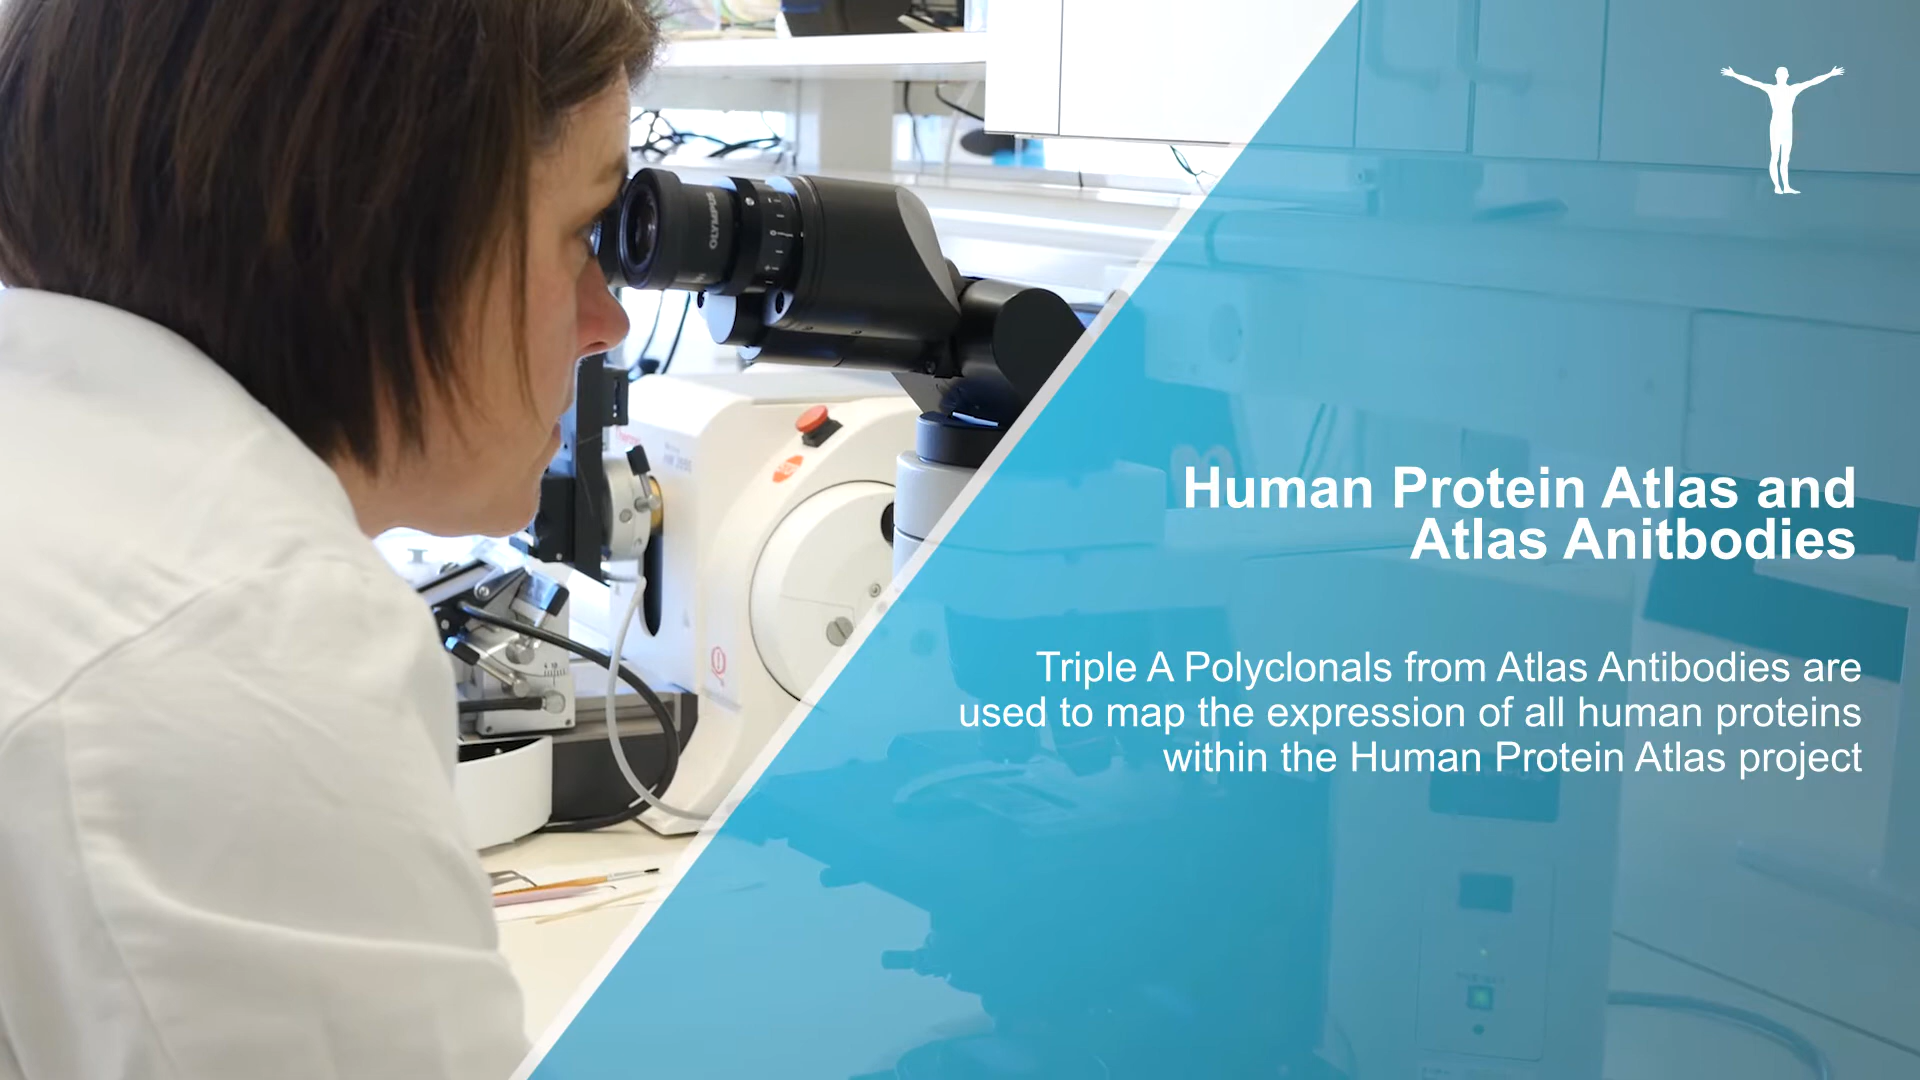 Human Protein Atlas and
Atlas Anitbodies
Triple A Polyclonals from Atlas Antibodies are
used to map the expression of all human proteins
within the Human Protein Atlas project
OLYMPUS